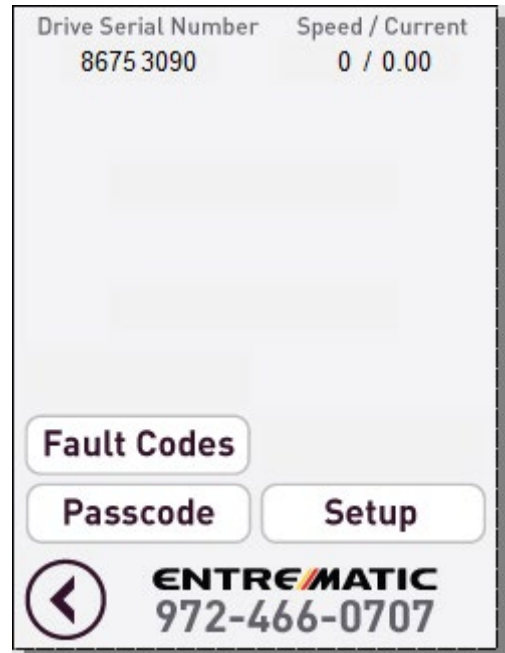 Drive Serial Number Speed / Current
8675 3090 0 / 0.00
Fault Codes
Passcode Setup
ENTREMATIC
972-466-0707